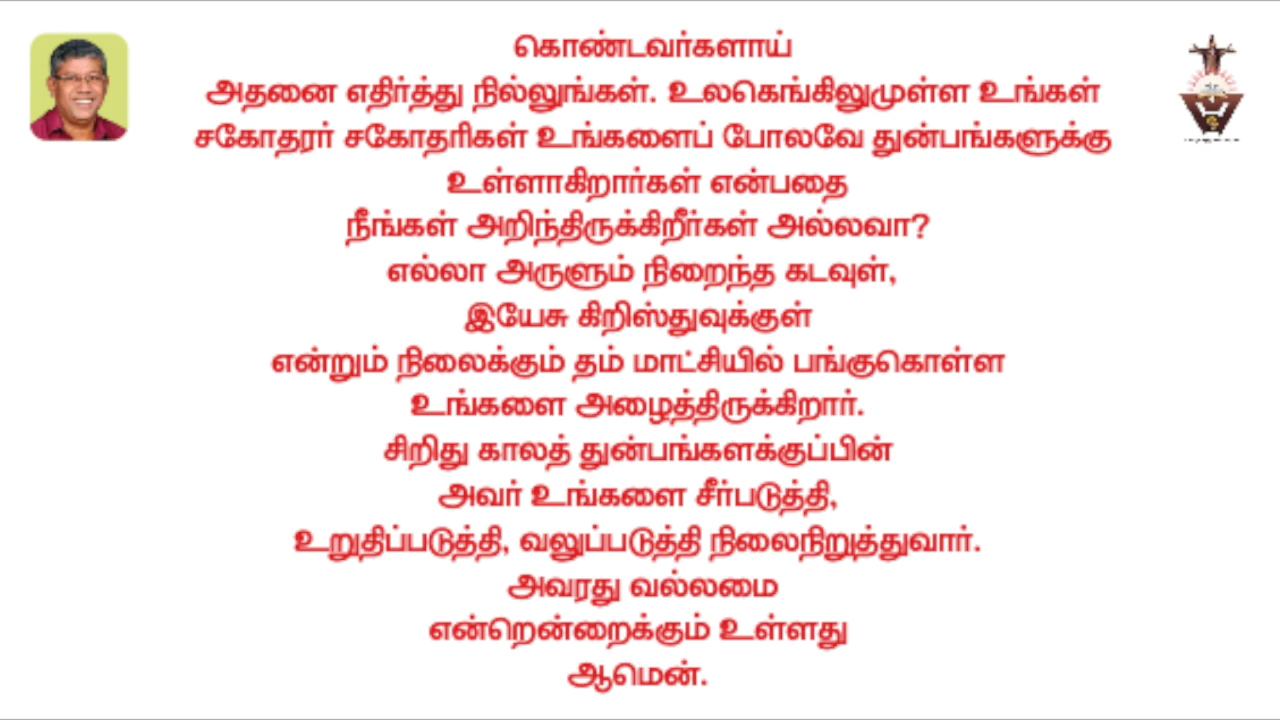 கொண்டவர்களாய்
அதனை எதிர்த்து நில்லுங்கள். உலகெங்கிலுமுள்ள உங்கள்
சகோதரர் சகோதரிகள் உங்களைப் போலவே துன்பங்களுக்கு
உள்ளாகிறார்கள் என்பதை
நீங்கள் அறிந்திருக்கிறீர்கள் அல்லவா?
எல்லா அருளும் நிறைந்த கடவுள்,
இயேசு கிறிஸ்துவுக்குள்
என்றும் நிலைக்கும் தம் மாட்சியில் பங்குகொள்ள
உங்களை அழைத்திருக்கிறார்.
சிறிது காலத் துன்பங்களக்குப்பின்
அவர் உங்களை சீர்படுத்தி,
உறுதிப்படுத்தி, வலுப்படுத்தி நிலைநிறுத்துவார்.
அவரது வல்லமை
என்றென்றைக்கும் உள்ளது
ஆமென்.